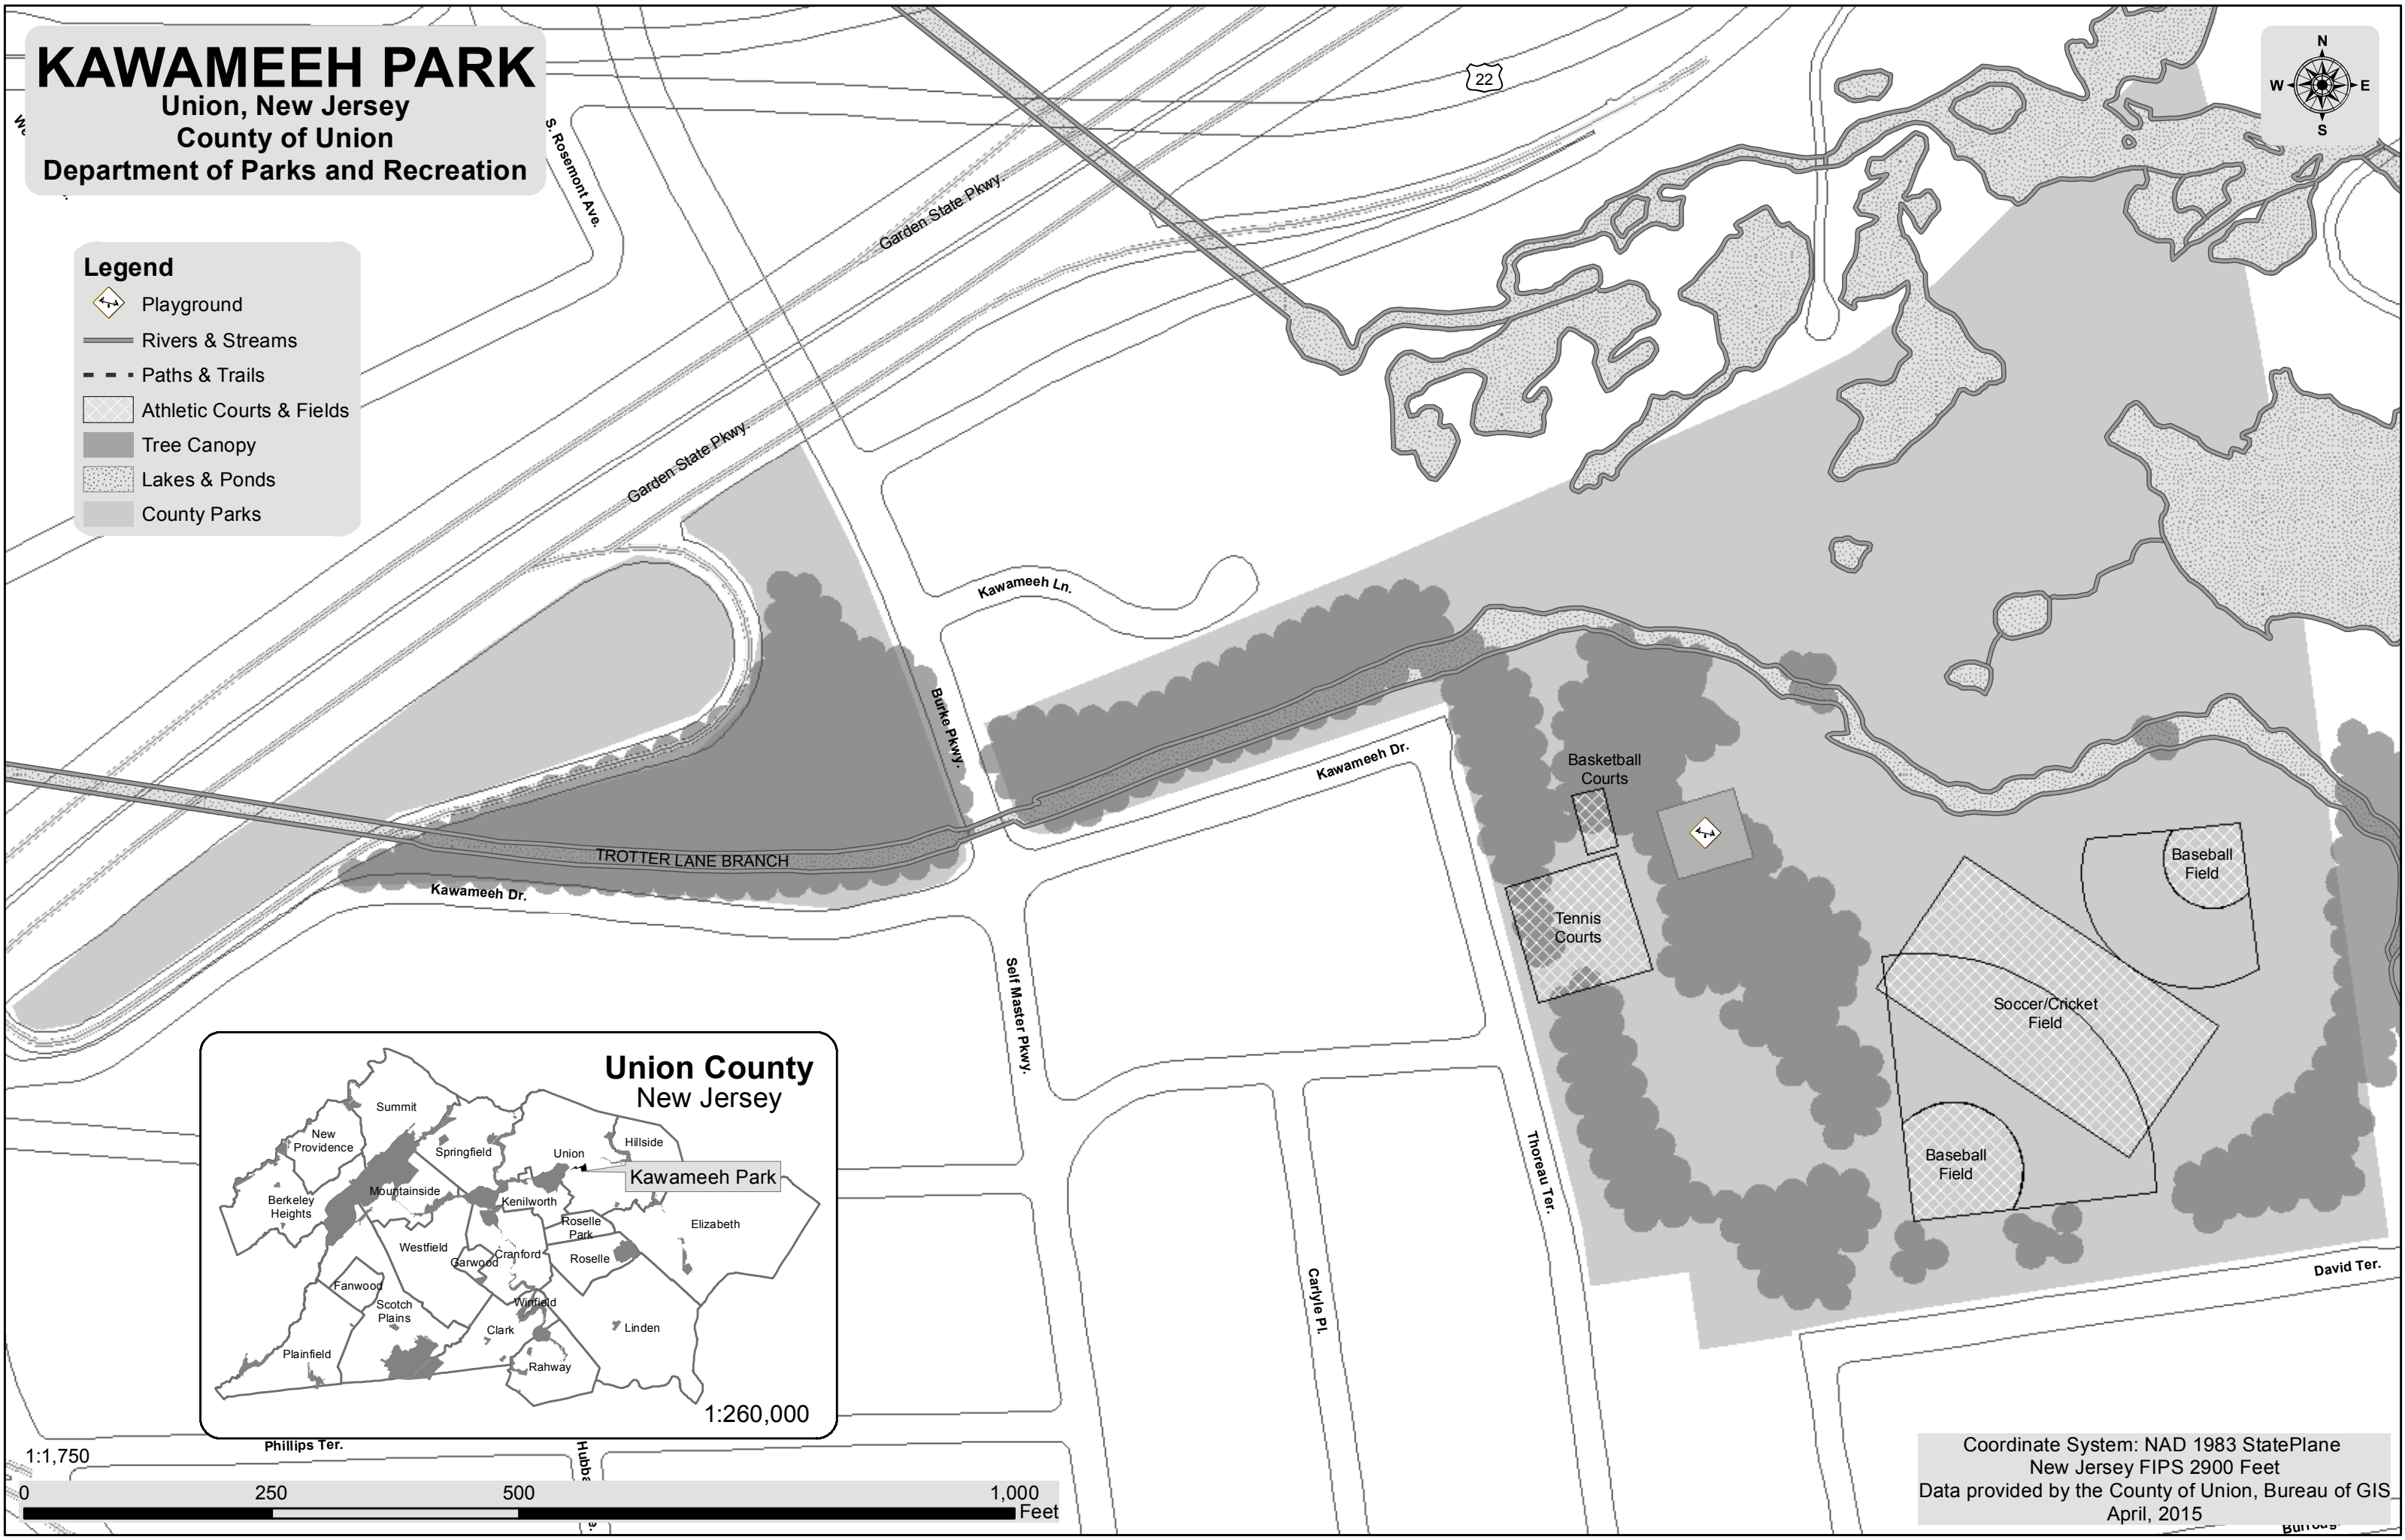 KAWAMEEH PARK
Union, New Jersey
County of Union
Department of Parks and Recreation
N
W
E
S
22
S. Rosemont Ave.
Garden State Pkwy.
Legend
Playground
Rivers & Streams
Paths & Trails
Athletic Courts & Fields
Tree Canopy
Lakes & Ponds
County Parks
Garden State Pkwy.
Kawameeh Ln.
Burke Pkwy.
Kawameeh Dr.
Basketball
Courts
TROTTER LANE BRANCH
Kawameeh Dr.
Baseball
Field
Tennis
Courts
Self Master Pkwy.
Soccer/Cricket
Field
Baseball
Field
Thoreau Ter.
Carlyle Pl.
David Ter.
Union County
New Jersey
Summit
New
Providence
Springfield
Hillside
Union
Kawameeh Park
Berkeley
Heights
Mountainside
Kenilworth
Roselle
Park
Elizabeth
Westfield
Garwood
Cranford
Roselle
Fanwood
Scotch
Plains
Winfield
Clark
Linden
Plainfield
Rahway
1:260,000
Phillips Ter.
1:1,750
0
250
500
1,000
Feet
Coordinate System: NAD 1983 StatePlane
New Jersey FIPS 2900 Feet
Data provided by the County of Union, Bureau of GIS
April, 2015